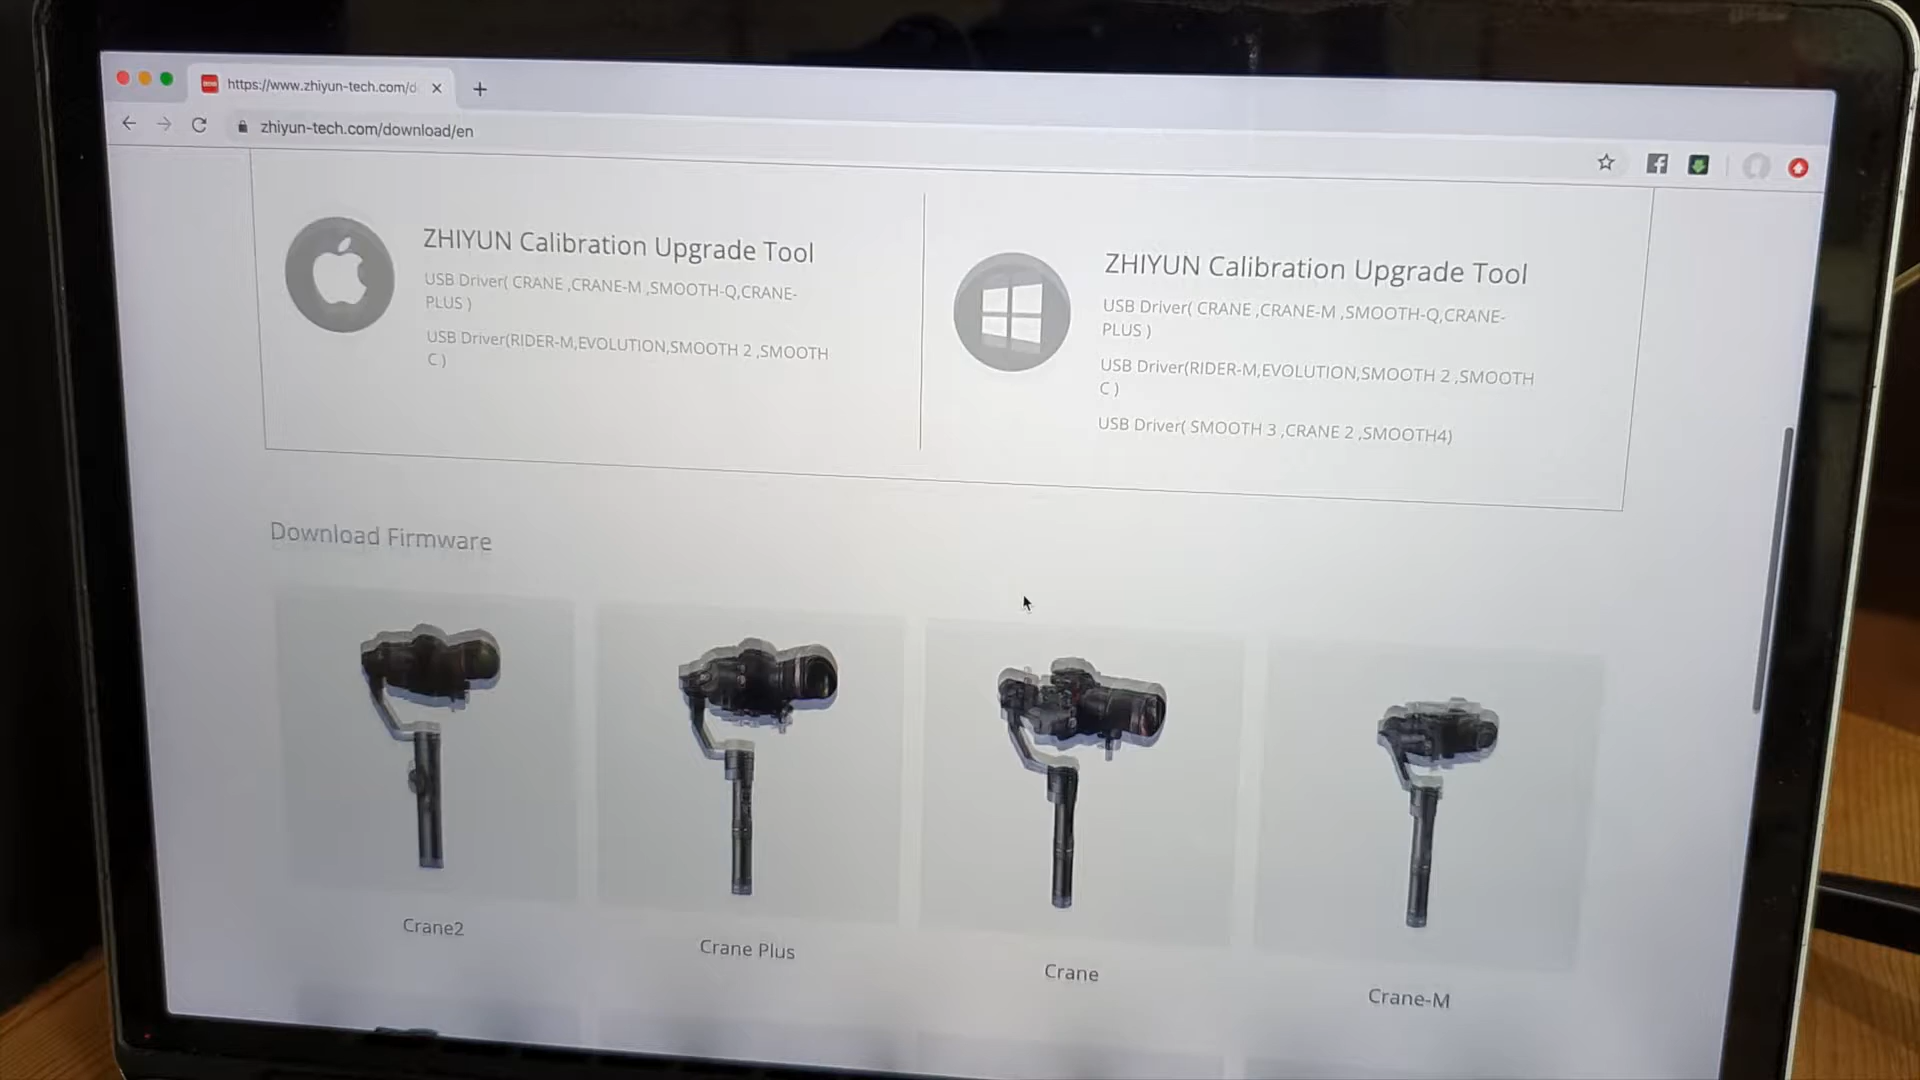 https://www.zhiyun-tech.com/d
zhiyun-tech.com/download/en
ZHIYUN Calibration Upgrade Tool
USB Driver( CRANE ,CRANE-M ,SMOOTH-Q,CRANE-
PLUS )
USB Driver(RIDER-M,EVOLUTION,SMOOTH 2 ,SMOOTH
C )
ZHIYUN Calibration Upgrade Tool
USB Driver( CRANE ,CRANE-M ,SMOOTH-Q,CRANE-
PLUS )
USB Driver(RIDER-M,EVOLUTION,SMOOTH 2 ,SMOOTH
C )
USB Driver( SMOOTH 3 ,CRANE 2 ,SMOOTH4)
Download Firmware
Crane2
Crane Plus
Crane
Crane-M